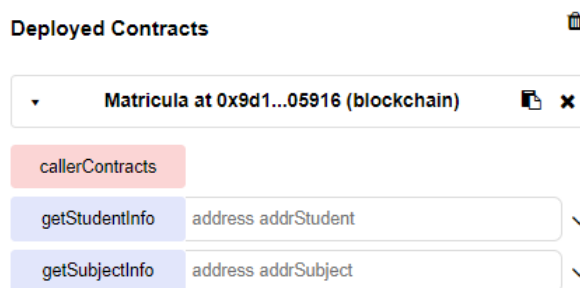 Deployed Contracts
Matricula at 0x9d1...05916 (blockchain)
callerContracts
getStudentInfo address addrStudent
getSubjectInfo address addrSubject